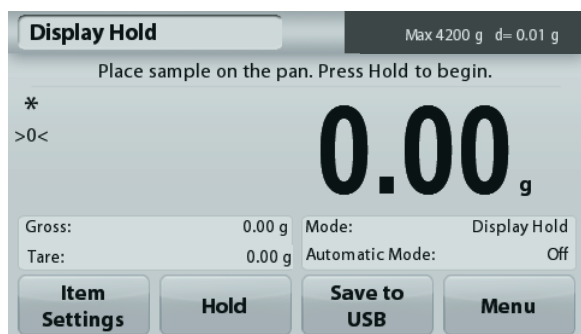 Display Hold
Max 4200 g d= 0.01 g
Place sample on the pan. Press Hold to begin.
*
>0<
0.00 g
Gross: 0.00 g
Tare: 0.00 g
Mode: Display Hold
Automatic Mode: Off
Item Settings
Hold
Save to USB
Menu